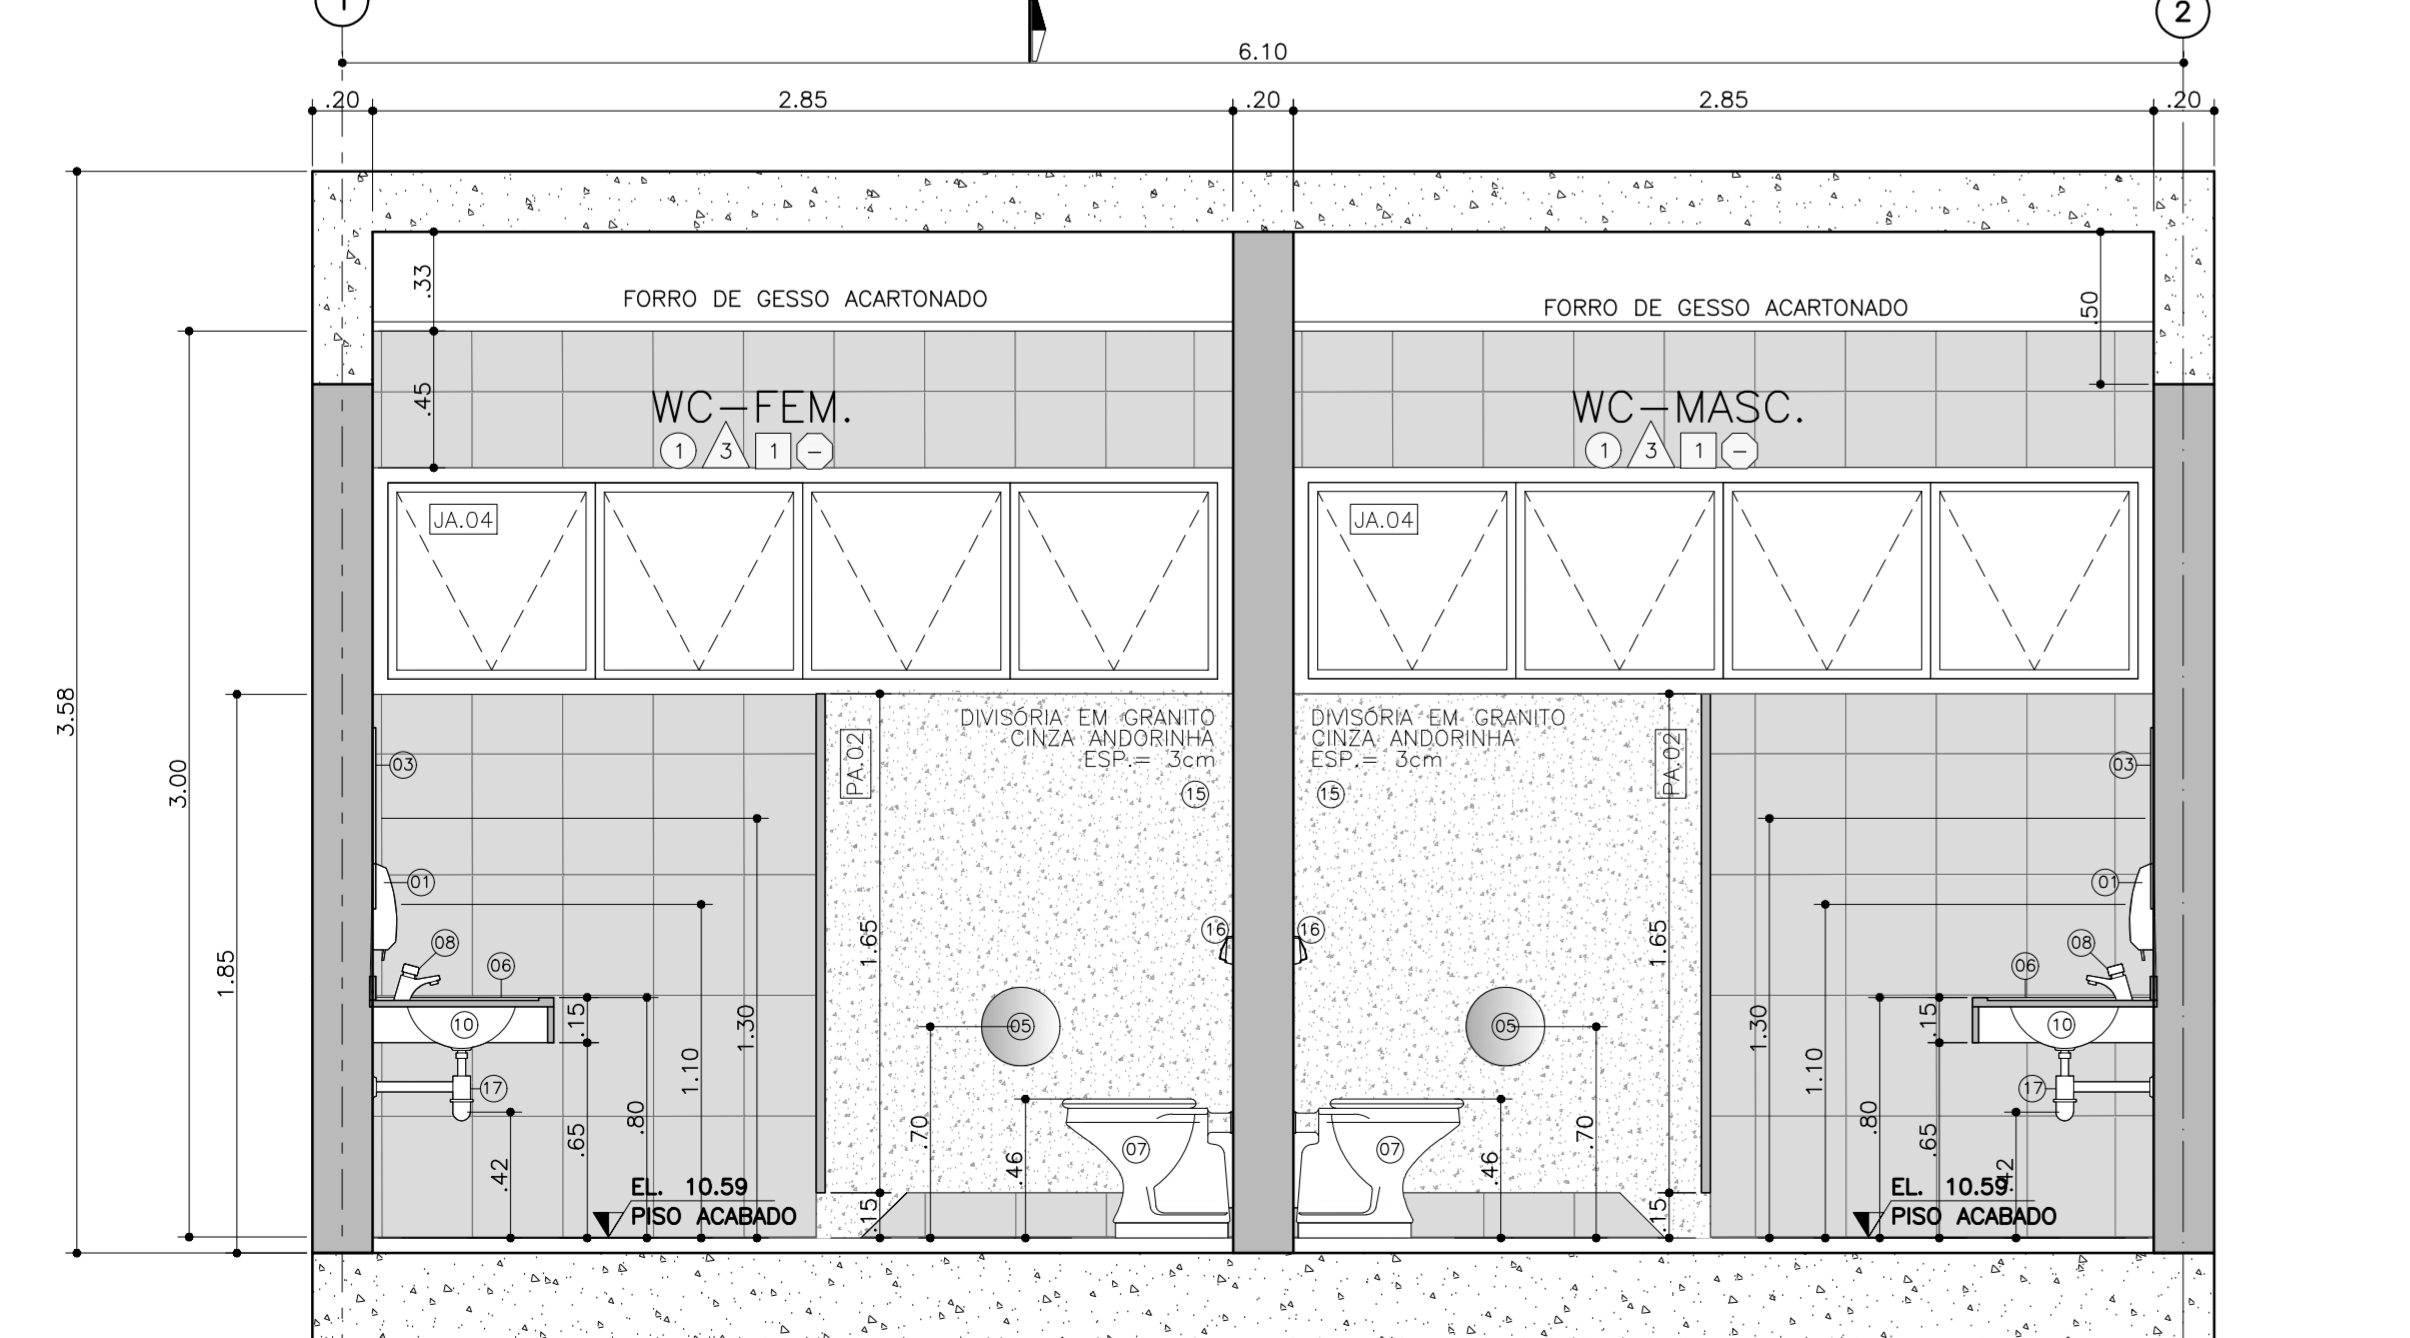 1
2
6.10
.20
2.85
.20
2.85
.20
.33
FORRO DE GESSO ACARTONADO
FORRO DE GESSO ACARTONADO
.50
.45
WC-FEM.
1 3 1 -
WC-MASC.
1 3 1 -
JA.04
JA.04
3.58
3.00
1.85
DIVISÓRIA EM GRANITO
CINZA ANDORINHA
ESP.= 3cm
15
DIVISÓRIA EM GRANITO
CINZA ANDORINHA
ESP.= 3cm
15
PA.02
PA.02
03
03
01
01
08
06
16
16
08
06
1.65
1.65
10
.15
1.30
05
05
1.30
.15
10
17
1.10
1.10
17
.42
.65
.80
.70
.46
07
07
.46
.70
.80
.65
.42
EL. 10.59
PISO ACABADO
.15
.15
EL. 10.59
PISO ACABADO